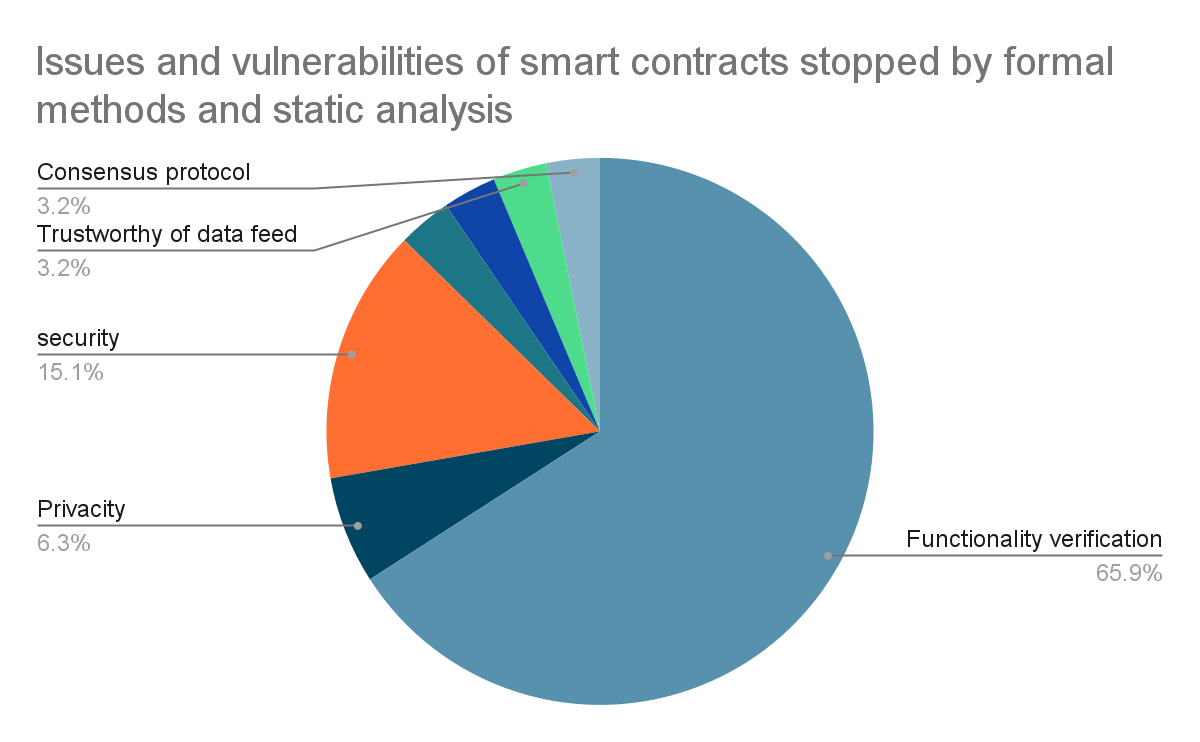 Issues and vulnerabilities of smart contracts stopped by formal
methods and static analysis
Consensus protocol
3.2%
Trustworthy of data feed
3.2%
security
15.1%
Privacity
6.3%
Functionality verification
65.9%